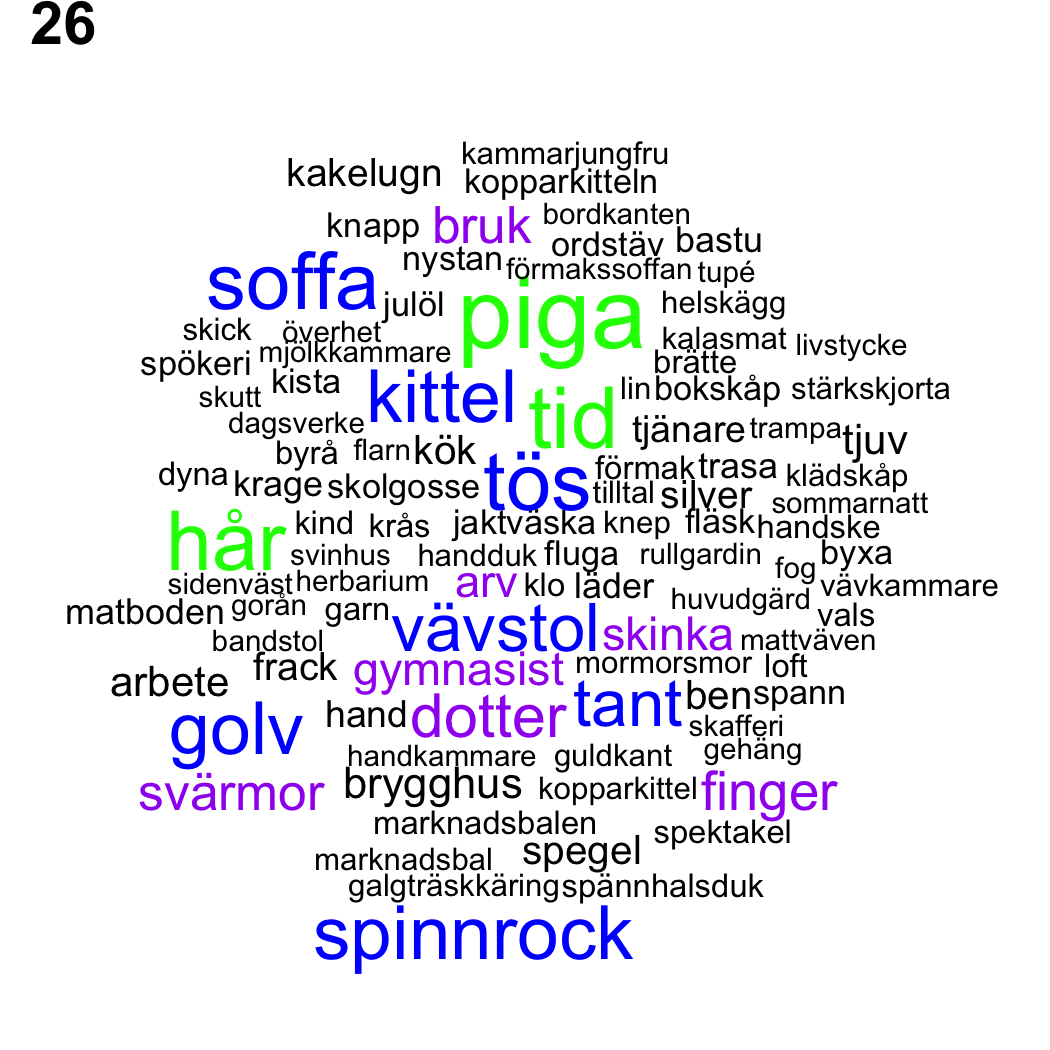 26
kammarjungfru
kakelugn kopparkitteln
knapp bruk bordkanten
ordstäv bastu
nystan förmakssoffan tupé
soffa julöl piga helskägg
skick överhet kalasmat livstycke
spökeri mjölkkammare brätte
skutt kista kittel tid lin bokskåp stärkskjorta
dagsverke tjänare trampa tjuv
byrå flarn kök
dyna krage skolgosse tös förmak trasa klädskåp
tilltal silver sommarnatt
hår kind krås jaktväska knep fläsk handske
svinhus handduk fluga rullgardin fog byxa
sidenväst herbarium arv klo läder huvudgärd vävkammare
matboden gorån garn vävstol skinka vals
bandstol mattväven
arbete frack gymnasist mormorsmor loft
golv hand dotter tant ben spann
skafferi
handkammare guldkant gehäng
svärmor brygghus kopparkittel finger
marknadsbalen spektakel
marknadsbal spegel
galgträskkäring spännhalsduk
spinnrock